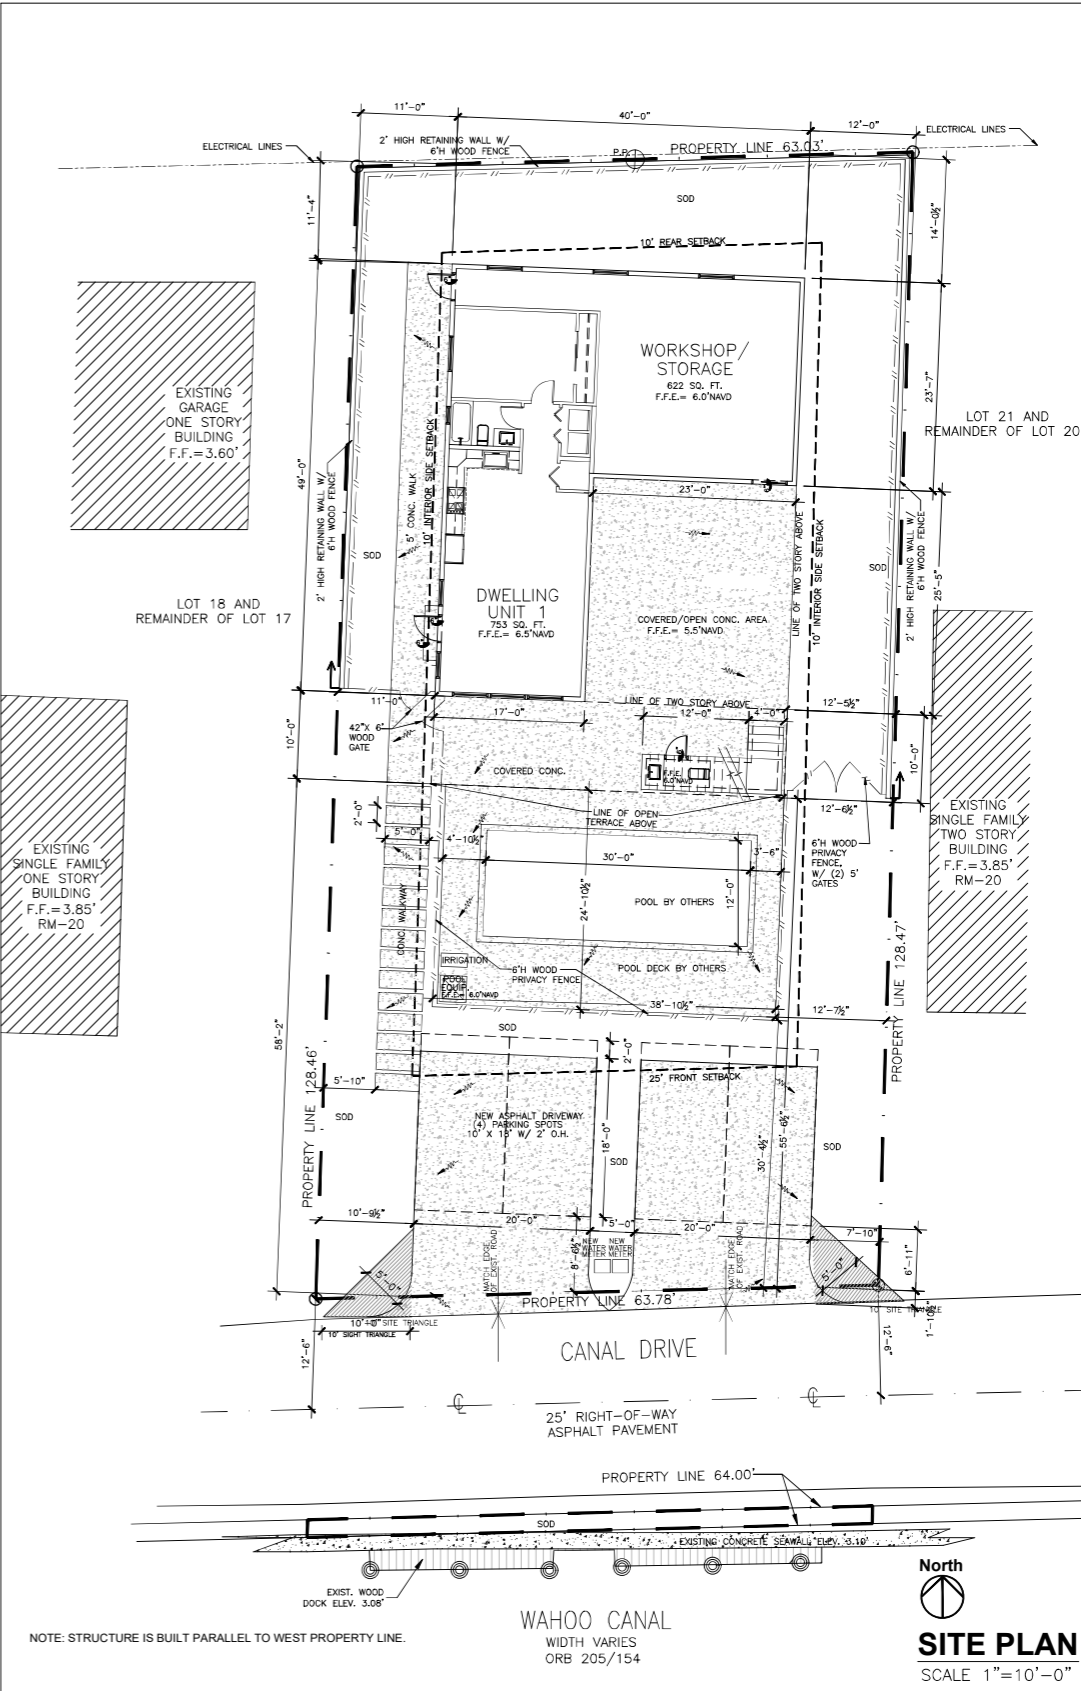 11'-0"
40'-0"
12'-0"
ELECTRICAL LINES
2' HIGH RETAINING WALL W/
6'H WOOD FENCE
P.P.
PROPERTY LINE 63.03'
ELECTRICAL LINES
11'-4"
SOD
14'-0½"
10' REAR SETBACK
WORKSHOP/
STORAGE
622 SQ. FT.
F.F.E.= 6.0'NAVD
EXISTING
GARAGE
ONE STORY
BUILDING
F.F.=3.60'
23'-7"
LOT 21 AND
REMAINDER OF LOT 20
49'-0"
2' HIGH RETAINING WALL W/
6'H WOOD FENCE
5' CONC. WALK
10' INTERIOR SIDE SETBACK
23'-0"
LINE OF TWO STORY ABOVE
10' INTERIOR SIDE SETBACK
2' HIGH RETAINING WALL W/
6'H WOOD FENCE
25'-5"
SOD
SOD
LOT 18 AND
REMAINDER OF LOT 17
DWELLING
UNIT 1
753 SQ. FT.
F.F.E.= 6.5'NAVD
COVERED/OPEN CONC. AREA
F.F.E.= 5.5'NAVD
11'-0"
LINE OF TWO STORY ABOVE
17'-0"
12'-0"
4'-0"
12'-5½"
10'-0"
42"X 6'
WOOD
GATE
10'-0"
COVERED CONC.
F.F.E.
6.0'NAVD
LINE OF OPEN
TERRACE ABOVE
12'-6½"
2'-0"
5'-0"
4'-10½"
30'-0"
3'-6"
6'H WOOD
PRIVACY
FENCE,
W/ (2) 5'
GATES
EXISTING
SINGLE FAMILY
TWO STORY
BUILDING
F.F.=3.85'
RM-20
EXISTING
SINGLE FAMILY
ONE STORY
BUILDING
F.F.=3.85'
RM-20
24'-10½"
12'-0"
POOL BY OTHERS
CONC. WALKWAY
IRRIGATION
POOL
EQUIP.
F.F.E.= 6.0'NAVD
6'H WOOD
PRIVACY FENCE
POOL DECK BY OTHERS
PROPERTY LINE 128.47'
38'-10½"
12'-7½"
58'-2"
SOD
2'-0"
PROPERTY LINE 128.46'
5'-10"
25' FRONT SETBACK
SOD
NEW ASPHALT DRIVEWAY
(4) PARKING SPOTS
10' X 18' W/ 2' O.H.
18'-0"
SOD
30'-4½"
55'-6½"
SOD
10'-9½"
20'-0"
5'-0"
20'-0"
7'-10"
MATCH EDGE
OF EXIST. ROAD
8'-6½"
NEW
WATER
METER
NEW
WATER
METER
MATCH EDGE
OF EXIST. ROAD
5'-0"
5'-0"
6'-11"
PROPERTY LINE 63.78'
10'-0"
SITE TRIANGLE
10' SIGHT TRIANGLE
SITE TRIANGLE
1'-10½"
12'-6"
12'-6"
CANAL DRIVE
25' RIGHT-OF-WAY
ASPHALT PAVEMENT
PROPERTY LINE 64.00'
SOD
EXISTING CONCRETE SEAWALL ELEV. 3.10'
EXIST. WOOD
DOCK ELEV. 3.08'
WAHOO CANAL
WIDTH VARIES
ORB 205/154
NOTE: STRUCTURE IS BUILT PARALLEL TO WEST PROPERTY LINE.
North
SITE PLAN
SCALE 1"=10'-0"